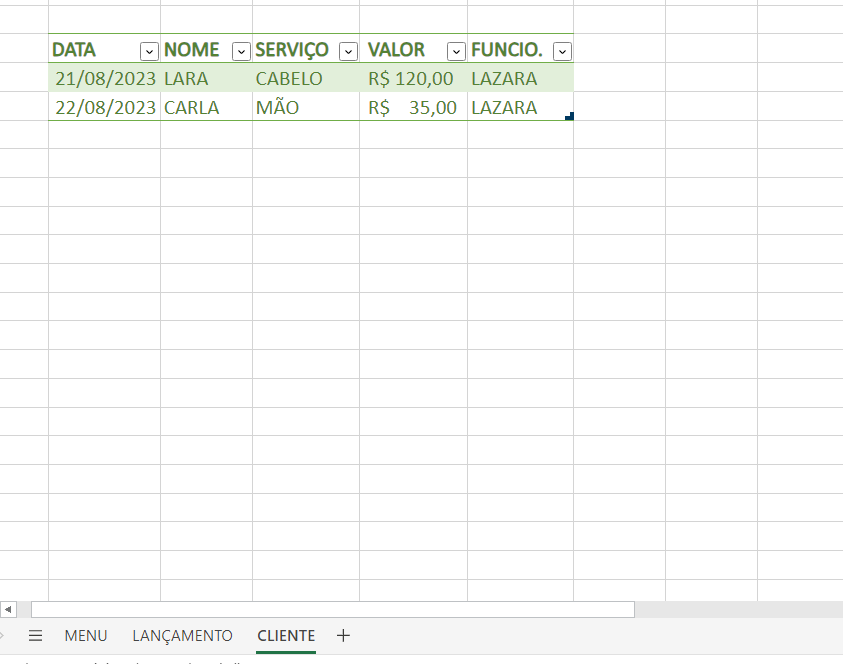 DATA NOME SERVIÇO VALOR FUNCIO.
21/08/2023 LARA CABELO R$ 120,00 LAZARA
22/08/2023 CARLA MÃO R$ 35,00 LAZARA
MENU LANÇAMENTO CLIENTE +